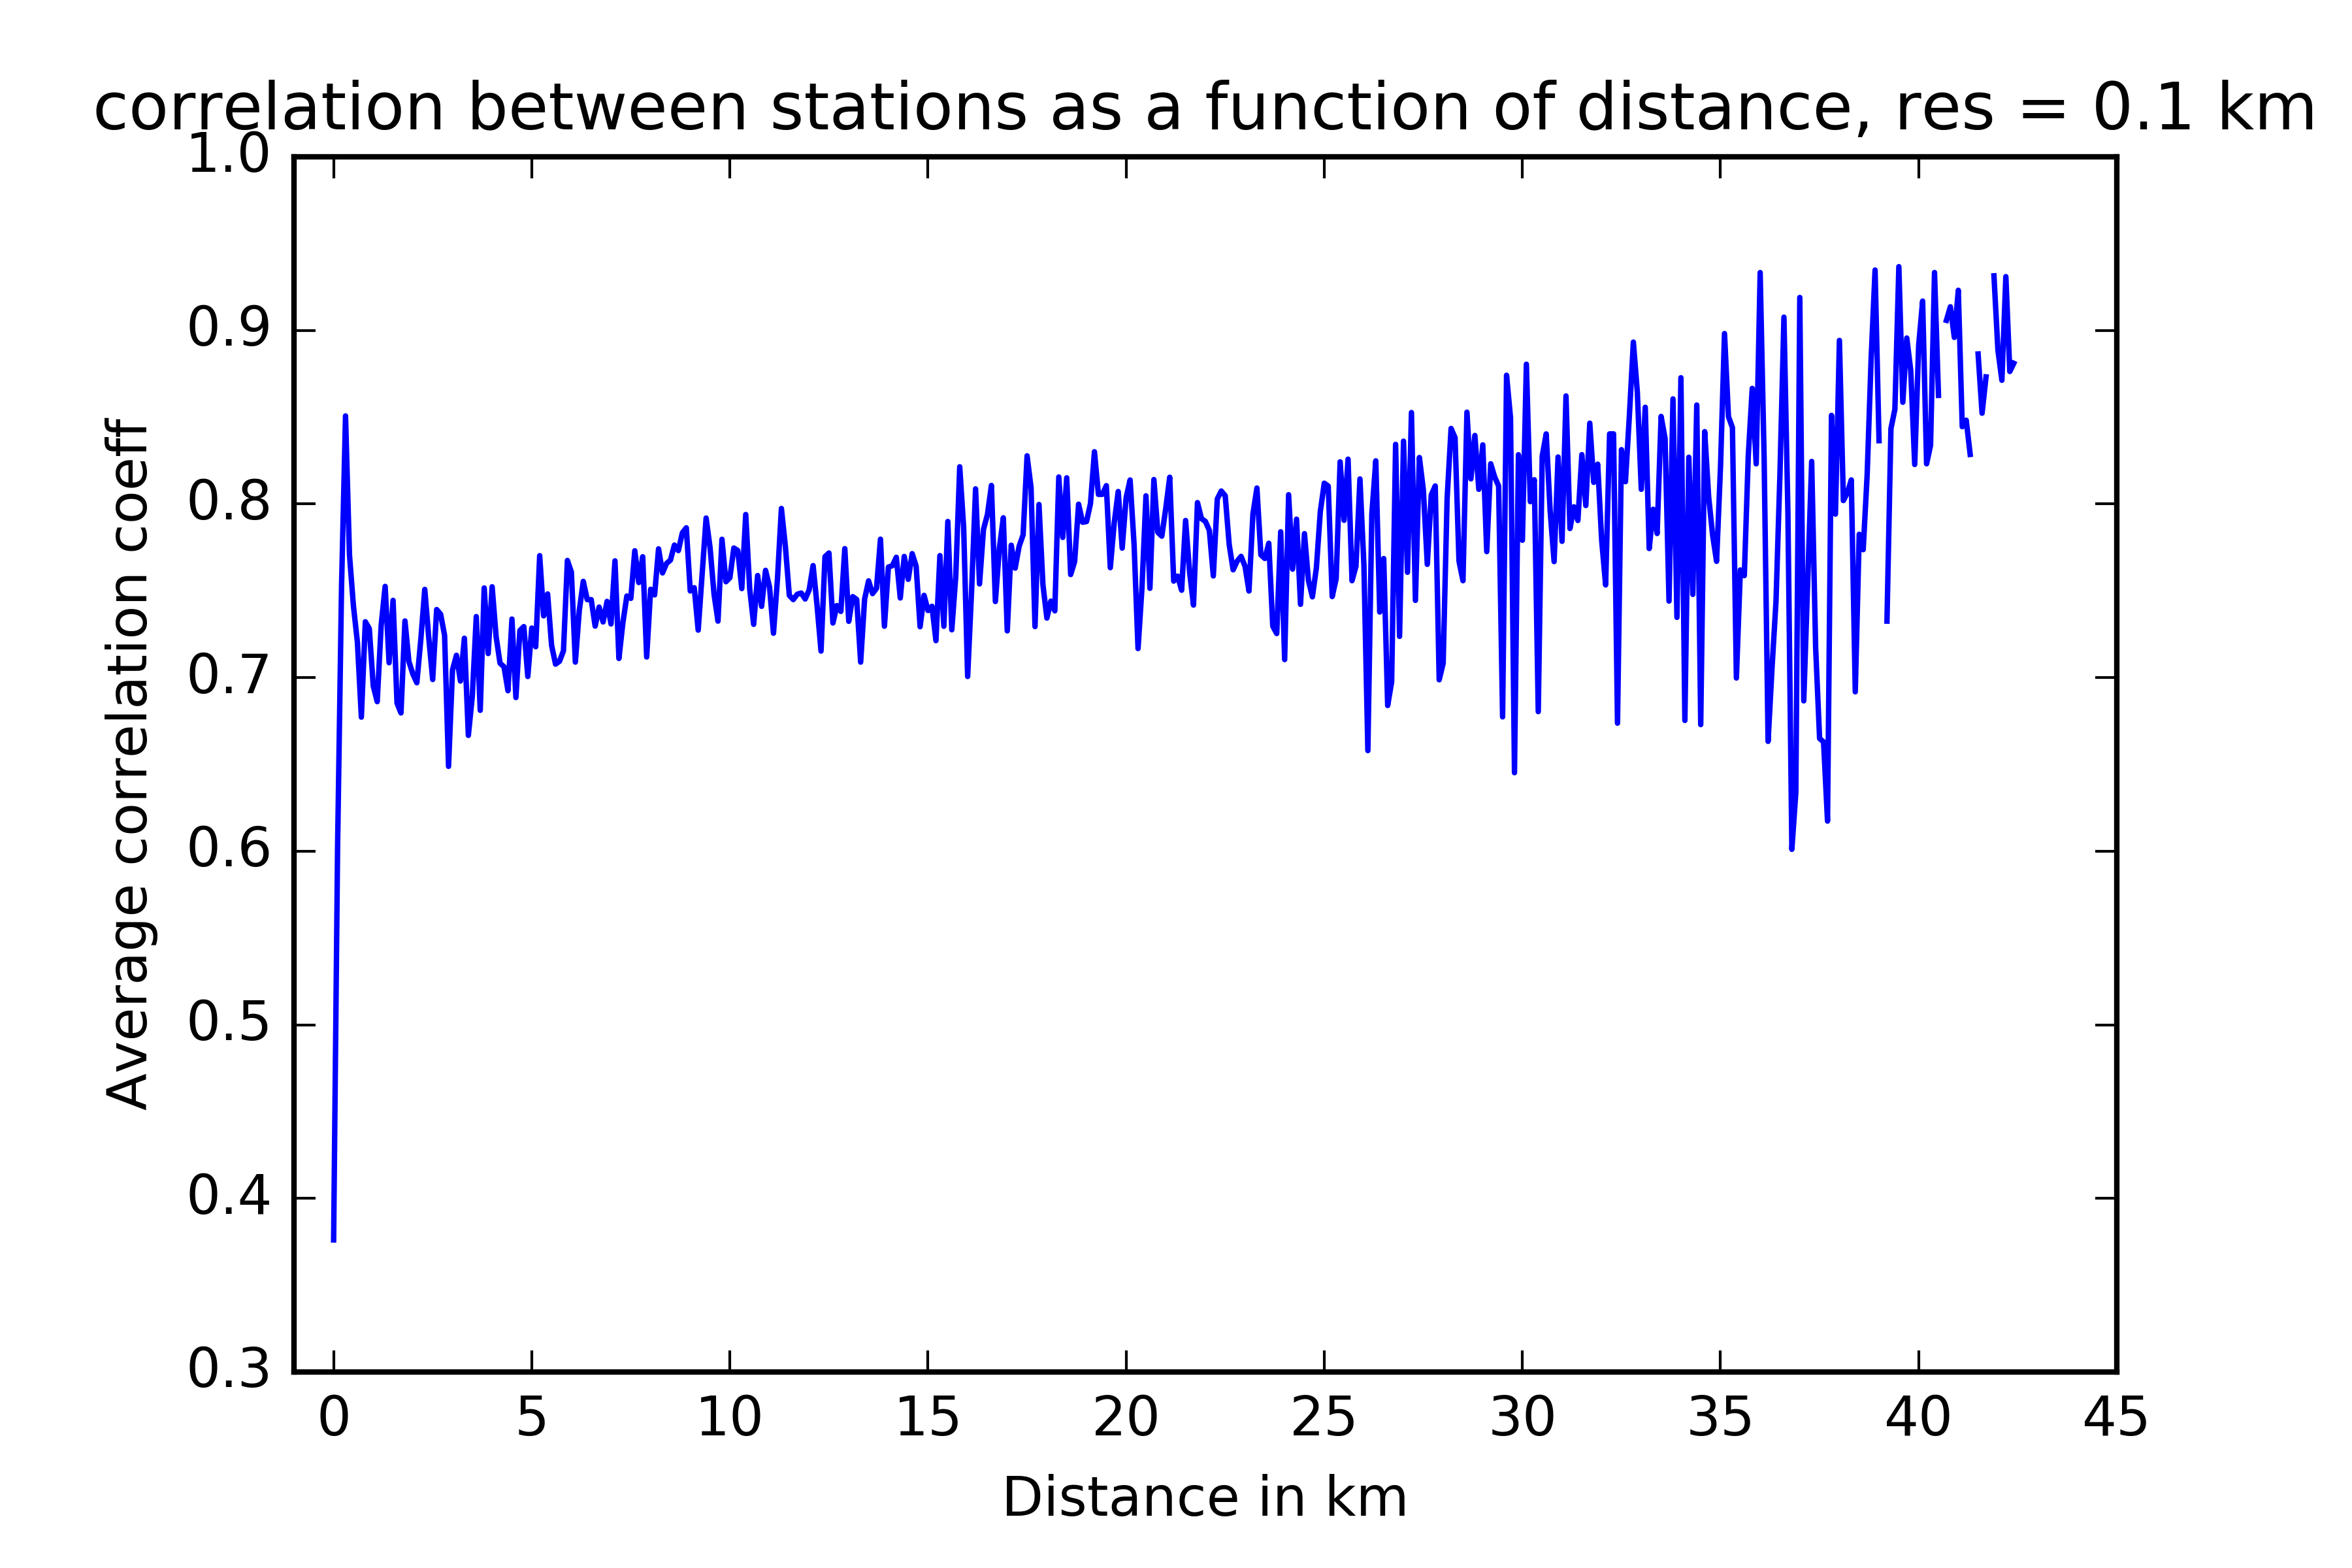 correlation between stations as a function of distance, res = 0.1 km
1.0
0.9
0.8
0.7
0.6
0.5
0.4
0.3
Average correlation coeff
0 5 10 15 20 25 30 35 40 45
Distance in km